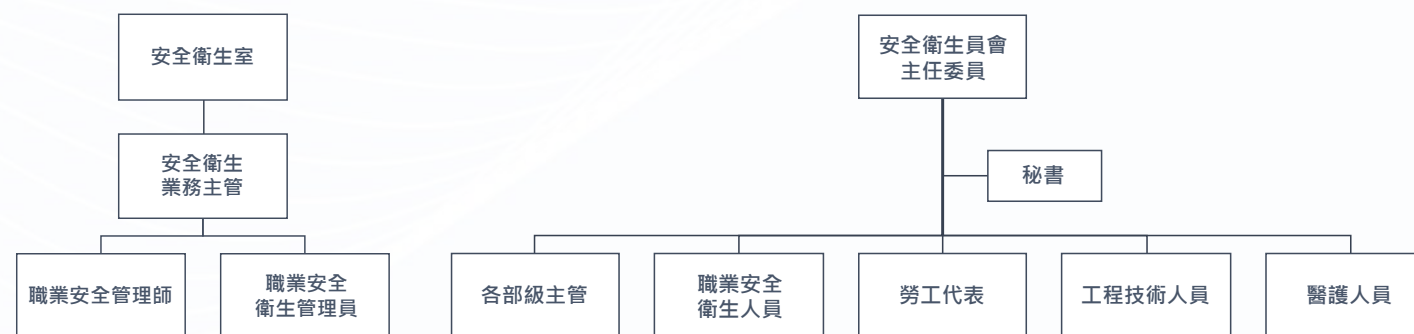 安全衛生室
安全衛生
業務主管
職業安全管理師
職業安全
衛生管理員
安全衛生員會
主任委員
秘書
各部級主管
職業安全
衛生人員
勞工代表
工程技術人員
醫護人員